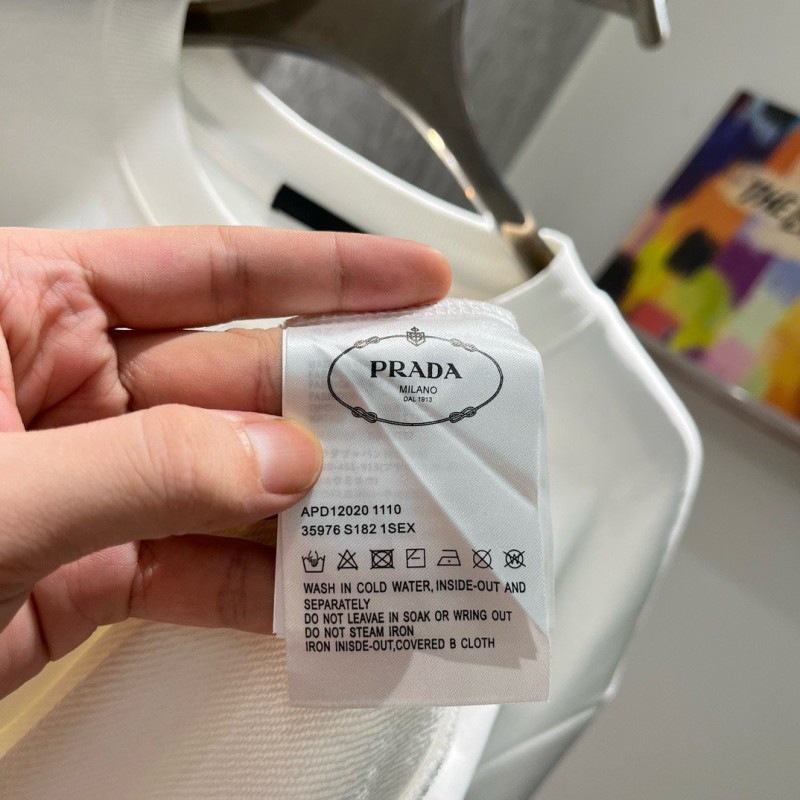 PRADA
MILANO
DAL 1913
APD12020 1110
35976 S182 1SEX
WASH IN COLD WATER, INSIDE-OUT AND
SEPARATELY
DO NOT LEAVAE IN SOAK OR WRING OUT
DO NOT STEAM IRON
IRON INISDE-OUT,COVERED B CLOTH
THE